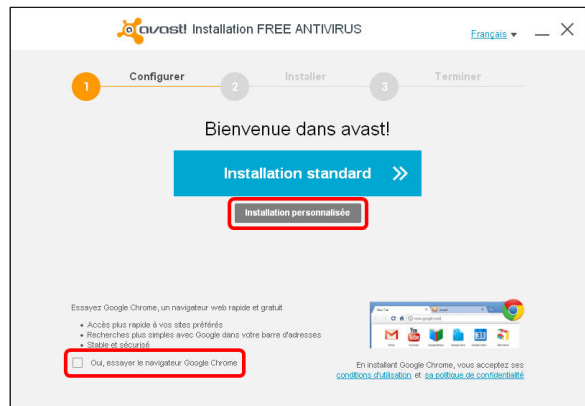 avast! Installation FREE ANTIVIRUS
Français
1 Configurer
2 Installer
3 Terminer
Bienvenue dans avast!
Installation standard
Installation personnalisée
Essayez Google Chrome, un navigateur web rapide et gratuit
• Accès plus rapide à vos sites préférés
• Recherches plus simples avec Google dans votre barre d'adresses
• Stable et sécurisé
Oui, essayer le navigateur Google Chrome
En installant Google Chrome, vous acceptez ses
conditions d'utilisation et sa politique de confidentialité